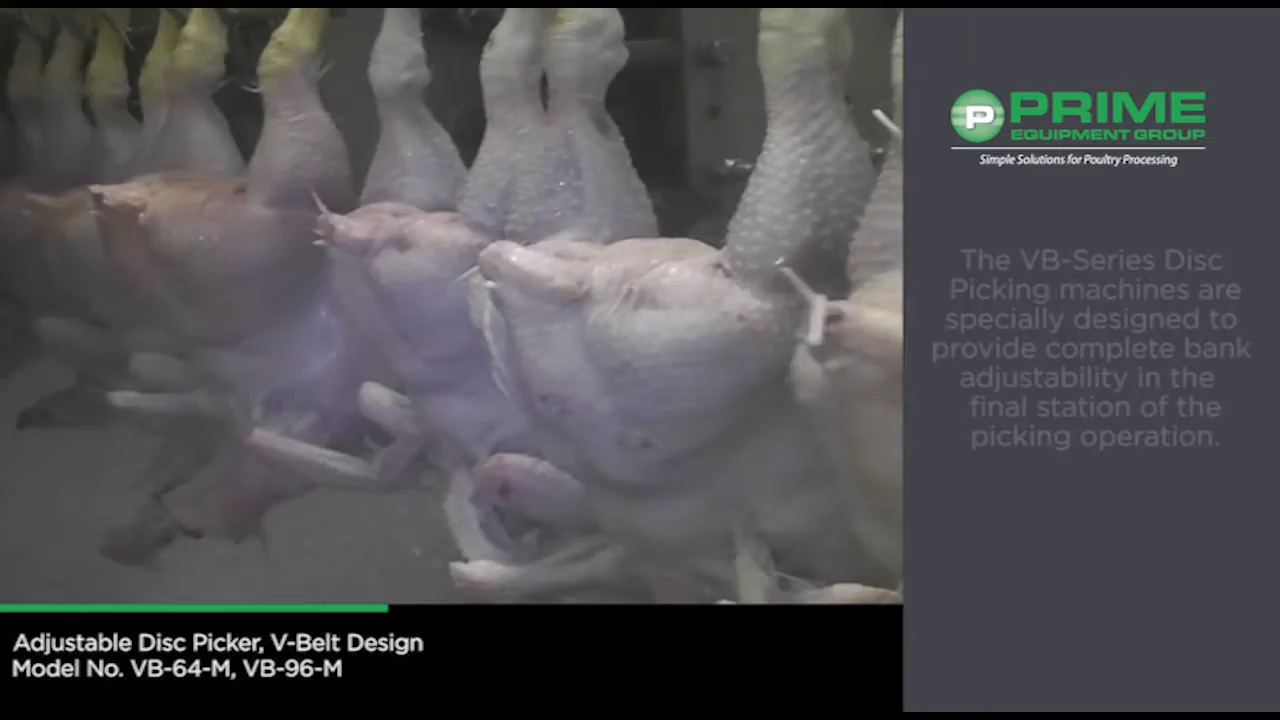 P PRIME
EQUIPMENT GROUP
Simple Solutions for Poultry Processing
The VB-Series Disc
Picking machines are
specially designed to
provide complete bank
adjustability in the
final station of the
picking operation.
Adjustable Disc Picker, V-Belt Design
Model No. VB-64-M, VB-96-M